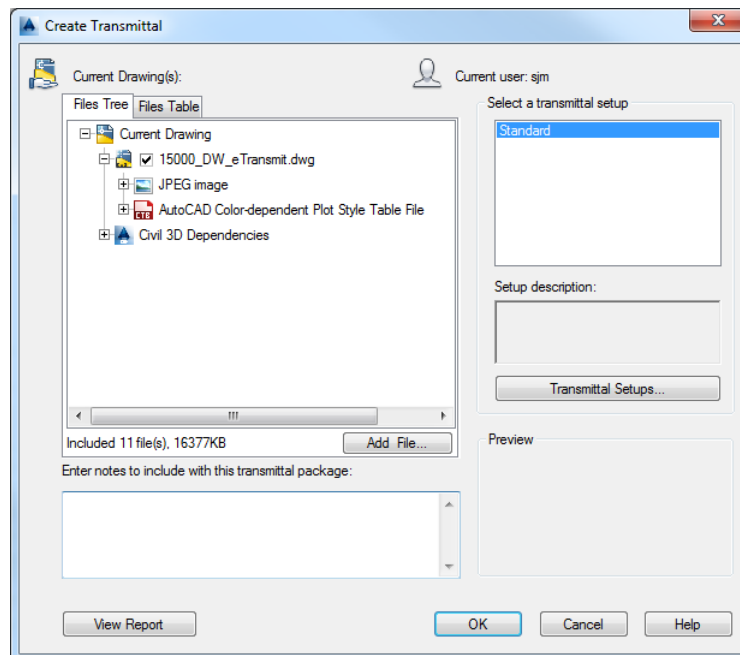 Create Transmittal
Current Drawing(s):
Current user: sjm
Files Tree
Files Table
Current Drawing
15000_DW_eTransmit.dwg
JPEG image
CTB
AutoCAD Color-dependent Plot Style Table File
Civil 3D Dependencies
Included 11 file(s), 16377KB
Add File...
Enter notes to include with this transmittal package:
Select a transmittal setup
Standard
Setup description:
Transmittal Setups...
Preview
View Report
OK
Cancel
Help